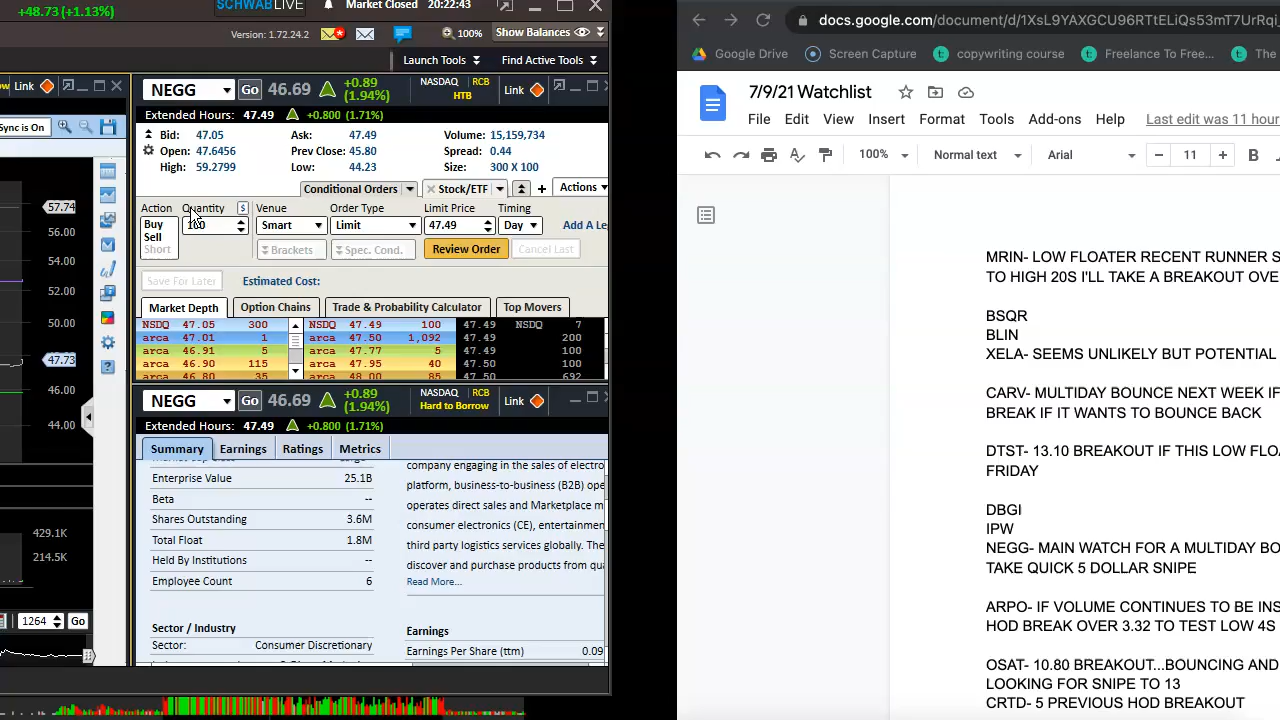 +48.73 (+1.13%)
SCHWABLIVE
Market Closed
20:22:43
Version: 1.72.24.2
100%
Show Balances
Launch Tools
Find Active Tools
Link
Sync is On
57.74
54.00
52.00
50.00
47.73
46.00
44.00
429.1K
214.5K
1264
Go
NEGG
Go
46.69
+0.89
(1.94%)
NASDAQ
RCB
HTB
Link
Extended Hours: 47.49 +0.800 (1.71%)
Bid: 47.05 Ask: 47.49 Volume: 15,159,734
Open: 47.6456 Prev Close: 45.80 Spread: 0.44
High: 59.2799 Low: 44.23 Size: 300 X 100
Conditional Orders
Stock/ETF
Actions
Action Quantity $ Venue Order Type Limit Price Timing
Buy
Sell
Short
100 Smart Limit 47.49 Day
Brackets Spec. Cond. Review Order Cancel Last
Save For Later Estimated Cost:
Market Depth Option Chains Trade & Probability Calculator Top Movers
NSDQ 47.05 300 NSDQ 47.49 100 47.49 NSDQ 7
arca 47.01 1 arca 47.50 1,092 47.49 200
arca 46.91 5 arca 47.77 5 47.49 100
arca 46.90 115 arca 47.95 40 47.49 100
arca 46.80 35 arca 48.00 85 47.50 692
NEGG
Go
46.69
+0.89
(1.94%)
NASDAQ
RCB
Hard to Borrow
Link
Extended Hours: 47.49 +0.800 (1.71%)
Summary Earnings Ratings Metrics
Enterprise Value 25.1B
Beta --
Shares Outstanding 3.6M
Total Float 1.8M
Held By Institutions --
Employee Count 6
Sector / Industry
Sector: Consumer Discretionary
company engaging in the sales of electro
platform, business-to-business (B2B) ope
operates direct sales and Marketplace m
consumer electronics (CE), entertainmen
third party logistics services globally. The
discover and purchase products from qua
Read More...
Earnings
Earnings Per Share (ttm) 0.09
docs.google.com/document/d/1XsL9YAXGCU96RTtELiQs53mT7UrRqi
Google Drive
Screen Capture
copywriting course
Freelance To Free...
The
7/9/21 Watchlist
File Edit View Insert Format Tools Add-ons Help Last edit was 11 hour
100% Normal text Arial 11 B
MRIN- LOW FLOATER RECENT RUNNER S
TO HIGH 20S I'LL TAKE A BREAKOUT OVE
BSQR
BLIN
XELA- SEEMS UNLIKELY BUT POTENTIAL
CARV- MULTIDAY BOUNCE NEXT WEEK IF
BREAK IF IT WANTS TO BOUNCE BACK
DTST- 13.10 BREAKOUT IF THIS LOW FLOA
FRIDAY
DBGI
IPW
NEGG- MAIN WATCH FOR A MULTIDAY BO
TAKE QUICK 5 DOLLAR SNIPE
ARPO- IF VOLUME CONTINUES TO BE INS
HOD BREAK OVER 3.32 TO TEST LOW 4S
OSAT- 10.80 BREAKOUT...BOUNCING AND
LOOKING FOR SNIPE TO 13
CRTD- 5 PREVIOUS HOD BREAKOUT